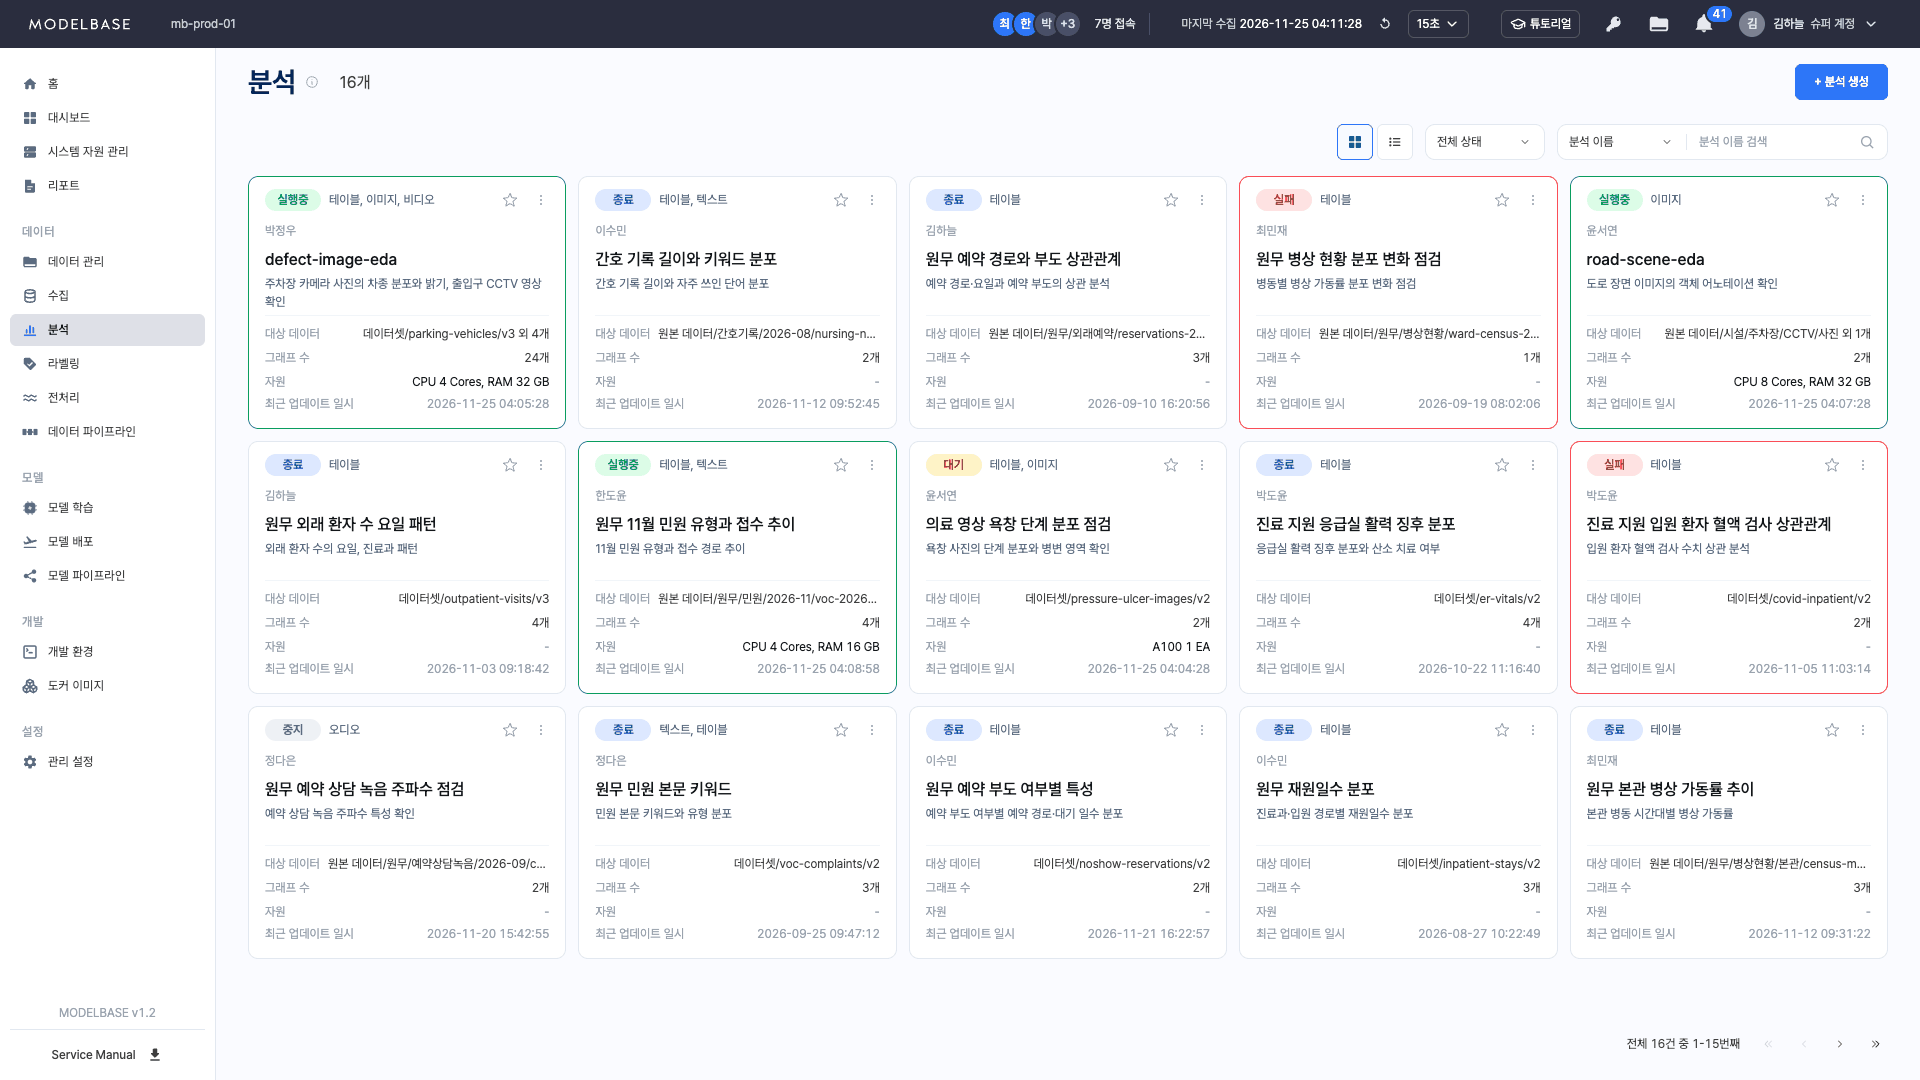 MODELBASE
mb-prod-01
최 한 박 +3 7명 접속
마지막 수집 2026-11-25 04:11:28
15초
튜토리얼
41
김 김하늘 슈퍼 계정
홈
대시보드
시스템 자원 관리
리포트
데이터
데이터 관리
수집
분석
라벨링
전처리
데이터 파이프라인
모델
모델 학습
모델 배포
모델 파이프라인
개발
개발 환경
도커 이미지
설정
관리 설정
MODELBASE v1.2
Service Manual
분석 16개
+ 분석 생성
전체 상태
분석 이름
분석 이름 검색
실행중 테이블, 이미지, 비디오
박정우
defect-image-eda
주차장 카메라 사진의 차종 분포와 밝기, 출입구 CCTV 영상
확인
대상 데이터 데이터셋/parking-vehicles/v3 외 4개
그래프 수 24개
자원 CPU 4 Cores, RAM 32 GB
최근 업데이트 일시 2026-11-25 04:05:28
종료 테이블, 텍스트
이수민
간호 기록 길이와 키워드 분포
간호 기록 길이와 자주 쓰인 단어 분포
대상 데이터 원본 데이터/간호기록/2026-08/nursing-n...
그래프 수 2개
자원 -
최근 업데이트 일시 2026-11-12 09:52:45
종료 테이블
김하늘
원무 예약 경로와 부도 상관관계
예약 경로·요일과 예약 부도의 상관 분석
대상 데이터 원본 데이터/원무/외래예약/reservations-2...
그래프 수 3개
자원 -
최근 업데이트 일시 2026-09-10 16:20:56
실패 테이블
최민재
원무 병상 현황 분포 변화 점검
병동별 병상 가동률 분포 변화 점검
대상 데이터 원본 데이터/원무/병상현황/ward-census-2...
그래프 수 1개
자원 -
최근 업데이트 일시 2026-09-19 08:02:06
실행중 이미지
윤서연
road-scene-eda
도로 장면 이미지의 객체 어노테이션 확인
대상 데이터 원본 데이터/시설/주차장/CCTV/사진 외 1개
그래프 수 2개
자원 CPU 8 Cores, RAM 32 GB
최근 업데이트 일시 2026-11-25 04:07:28
종료 테이블
김하늘
원무 외래 환자 수 요일 패턴
외래 환자 수의 요일, 진료과 패턴
대상 데이터 데이터셋/outpatient-visits/v3
그래프 수 4개
자원 -
최근 업데이트 일시 2026-11-03 09:18:42
실행중 테이블, 텍스트
한도윤
원무 11월 민원 유형과 접수 추이
11월 민원 유형과 접수 경로 추이
대상 데이터 원본 데이터/원무/민원/2026-11/voc-2026...
그래프 수 4개
자원 CPU 4 Cores, RAM 16 GB
최근 업데이트 일시 2026-11-25 04:08:58
대기 테이블, 이미지
윤서연
의료 영상 욕창 단계 분포 점검
욕창 사진의 단계 분포와 병변 영역 확인
대상 데이터 데이터셋/pressure-ulcer-images/v2
그래프 수 2개
자원 A100 1 EA
최근 업데이트 일시 2026-11-25 04:04:28
종료 테이블
박도윤
진료 지원 응급실 활력 징후 분포
응급실 활력 징후 분포와 산소 치료 여부
대상 데이터 데이터셋/er-vitals/v2
그래프 수 4개
자원 -
최근 업데이트 일시 2026-10-22 11:16:40
실패 테이블
박도윤
진료 지원 입원 환자 혈액 검사 상관관계
입원 환자 혈액 검사 수치 상관 분석
대상 데이터 데이터셋/covid-inpatient/v2
그래프 수 2개
자원 -
최근 업데이트 일시 2026-11-05 11:03:14
중지 오디오
정다은
원무 예약 상담 녹음 주파수 점검
예약 상담 녹음 주파수 특성 확인
대상 데이터 원본 데이터/원무/예약상담녹음/2026-09/c...
그래프 수 2개
자원 -
최근 업데이트 일시 2026-11-20 15:42:55
종료 텍스트, 테이블
정다은
원무 민원 본문 키워드
민원 본문 키워드와 유형 분포
대상 데이터 데이터셋/voc-complaints/v2
그래프 수 3개
자원 -
최근 업데이트 일시 2026-09-25 09:47:12
종료 테이블
이수민
원무 예약 부도 여부별 특성
예약 부도 여부별 예약 경로·대기 일수 분포
대상 데이터 데이터셋/noshow-reservations/v2
그래프 수 2개
자원 -
최근 업데이트 일시 2026-11-21 16:22:57
종료 테이블
이수민
원무 재원일수 분포
진료과·입원 경로별 재원일수 분포
대상 데이터 데이터셋/inpatient-stays/v2
그래프 수 3개
자원 -
최근 업데이트 일시 2026-08-27 10:22:49
종료 테이블
최민재
원무 본관 병상 가동률 추이
본관 병동 시간대별 병상 가동률
대상 데이터 원본 데이터/원무/병상현황/본관/census-m...
그래프 수 3개
자원 -
최근 업데이트 일시 2026-11-12 09:31:22
전체 16건 중 1-15번째